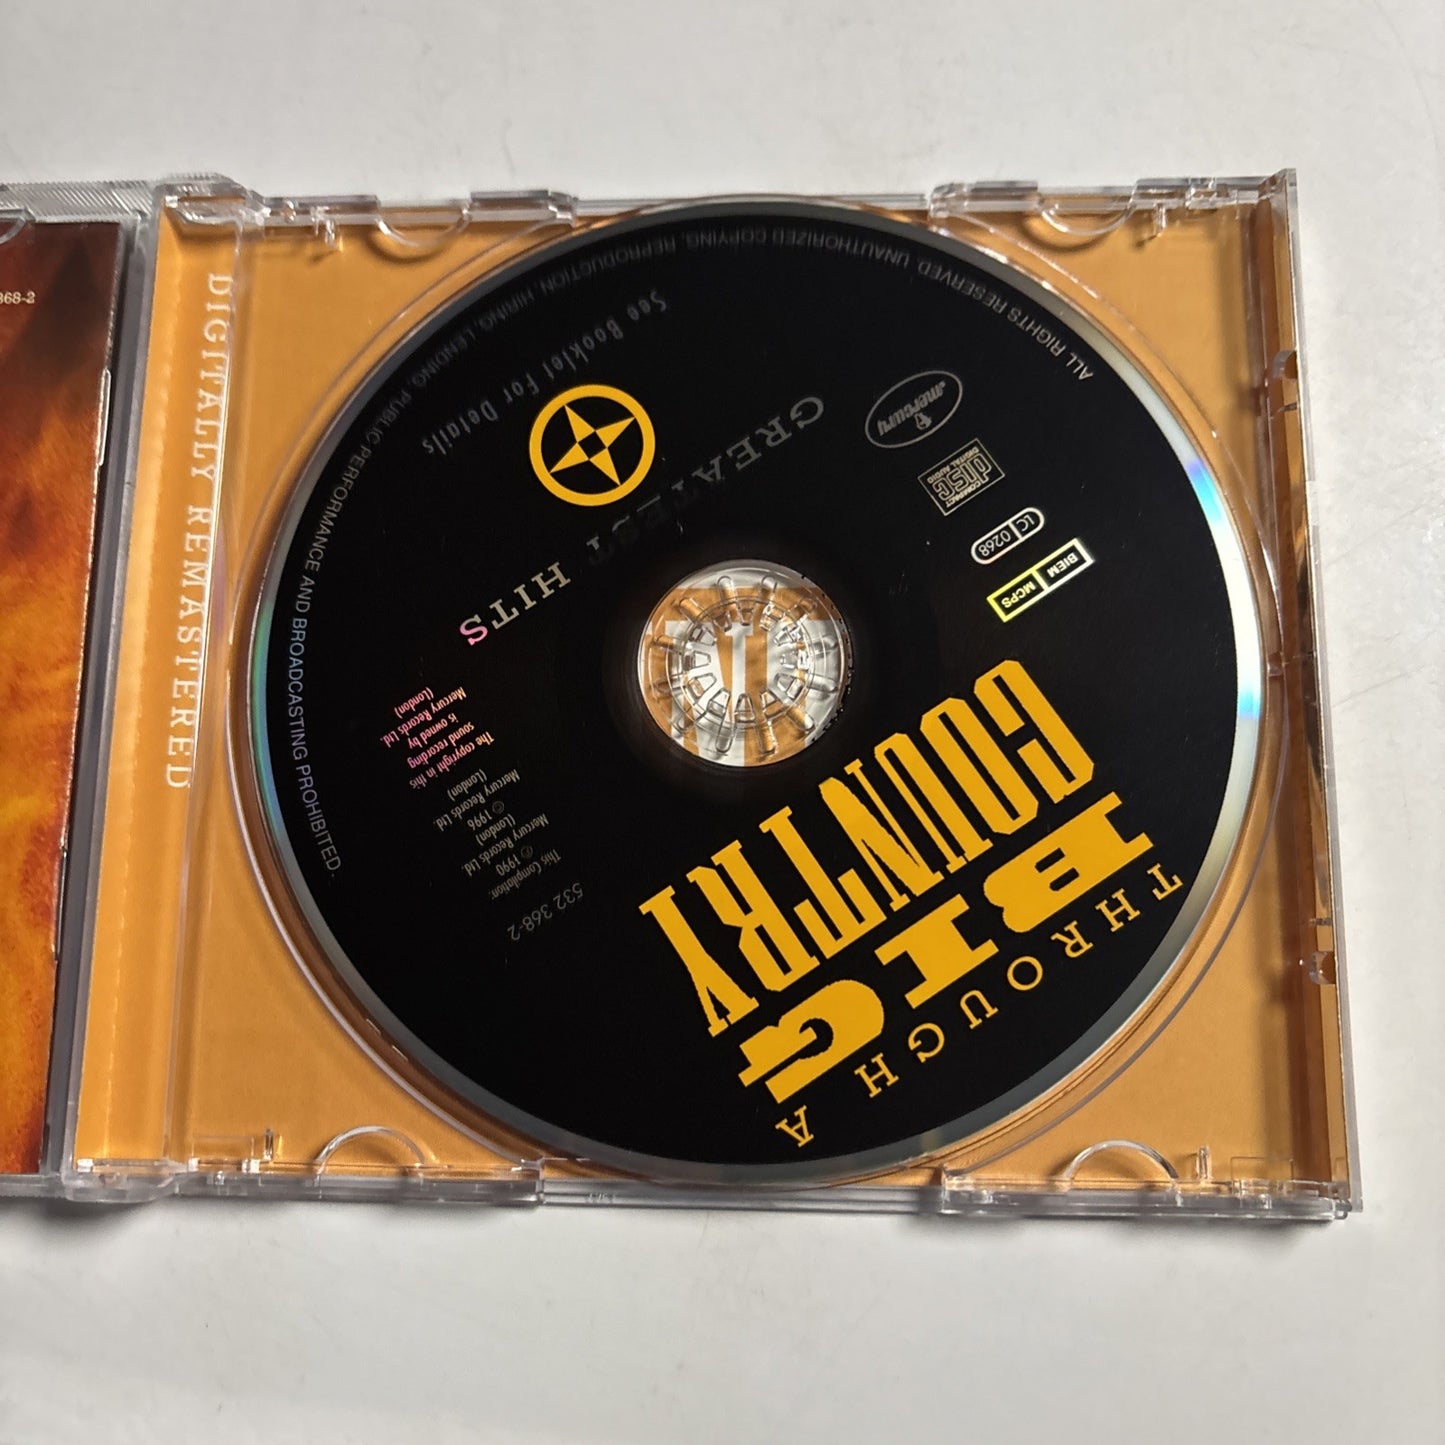 368-2
DIGITALLY REMASTERED
THROUGH A
BIG
COUNTRY
GREATEST HITS
BIEM
MCPS
LC 0268
COMPACT
disc
DIGITAL AUDIO
mercury
532 368-2
This Compilation:
℗ 1990
Mercury Records Ltd.
(London)
© 1996
Mercury Records Ltd.
(London)
The copyright in this
sound recording
is owned by
Mercury Records Ltd.
(London)
See Booklet For Details
ALL RIGHTS RESERVED. UNAUTHORIZED COPYING, REPRODUCTION, HIRING, LENDING, PUBLIC PERFORMANCE AND BROADCASTING PROHIBITED.